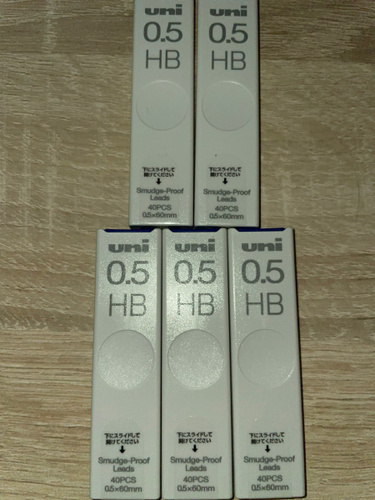 uni
0.5
HB
下にスライドして
開けてください
Smudge-Proof
Leads
40PCS
0.5×60mm
uni
0.5
HB
下にスライドして
開けてください
Smudge-Proof
Leads
40PCS
0.5×60mm
uni
0.5
HB
下にスライドして
開けてください
Smudge-Proof
Leads
40PCS
0.5×60mm
uni
0.5
HB
下にスライドして
開けてください
Smudge-Proof
Leads
40PCS
0.5×60mm
uni
0.5
HB
下にスライドして
開けてください
Smudge-Proof
Leads
40PCS
0.5×60mm